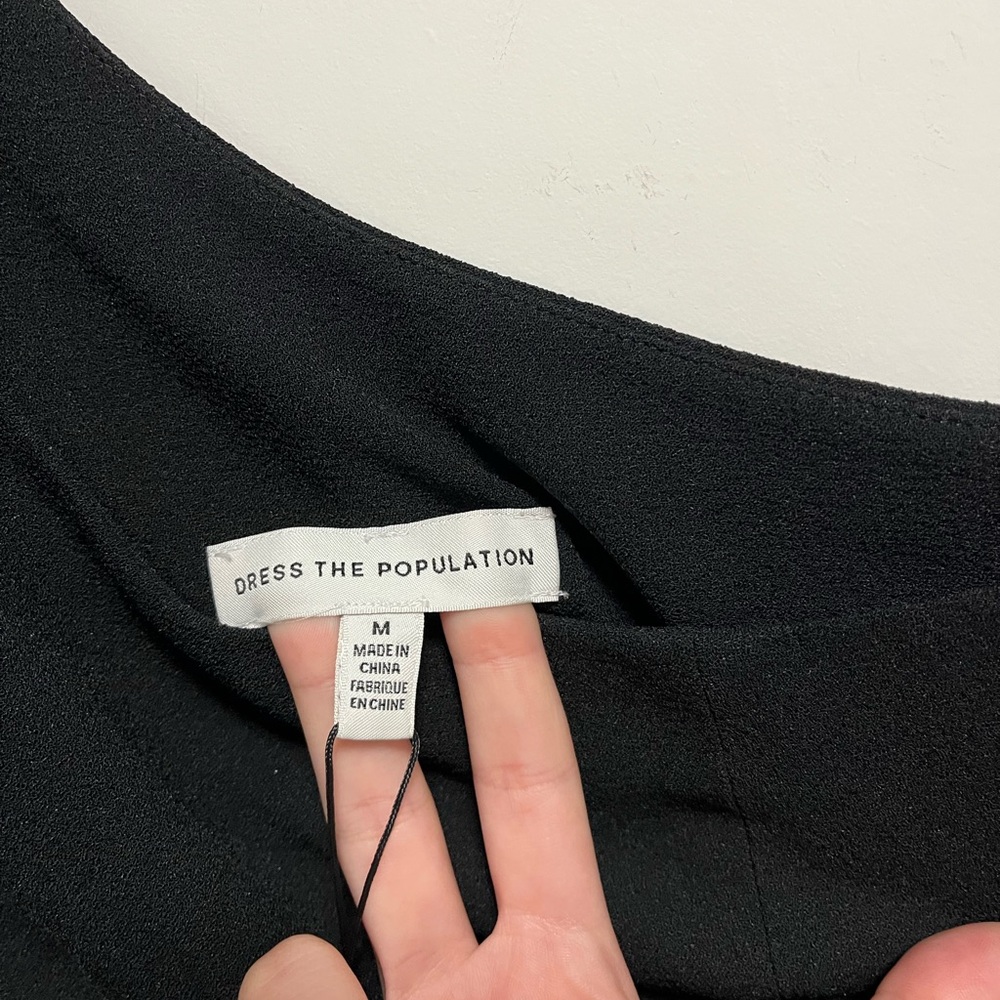 DRESS THE POPULATION
M
MADE IN
CHINA
FABRIQUE
EN CHINE